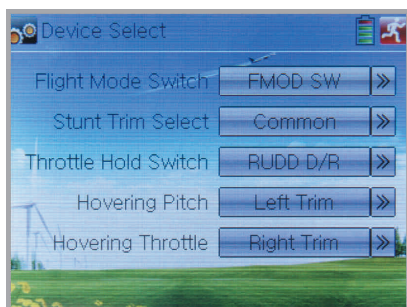 Device Select
Flight Mode Switch FMOD SW
Stunt Trim Select Common
Throttle Hold Switch RUDD D/R
Hovering Pitch Left Trim
Hovering Throttle Right Trim